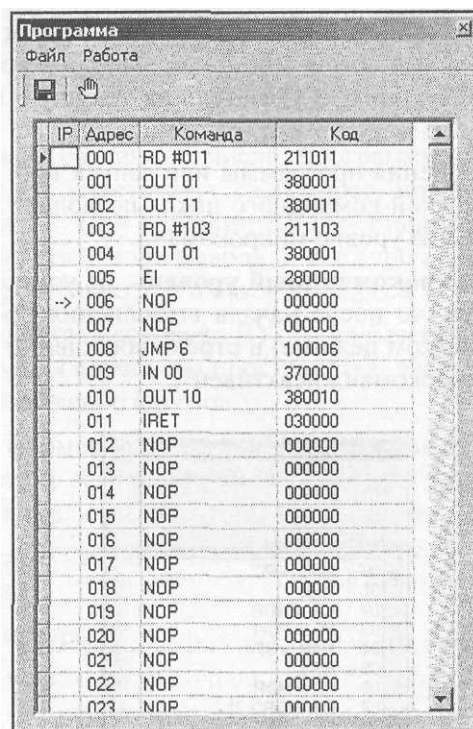 Программа
Файл Работа
IP Адрес Команда Код
000 RD #011 211011
001 OUT 01 380001
002 OUT 11 380011
003 RD #103 211103
004 OUT 01 380001
005 EI 280000
--> 006 NOP 000000
007 NOP 000000
008 JMP 6 100006
009 IN 00 370000
010 OUT 10 380010
011 IRET 030000
012 NOP 000000
013 NOP 000000
014 NOP 000000
015 NOP 000000
016 NOP 000000
017 NOP 000000
018 NOP 000000
019 NOP 000000
020 NOP 000000
021 NOP 000000
022 NOP 000000
023 NOP 000000